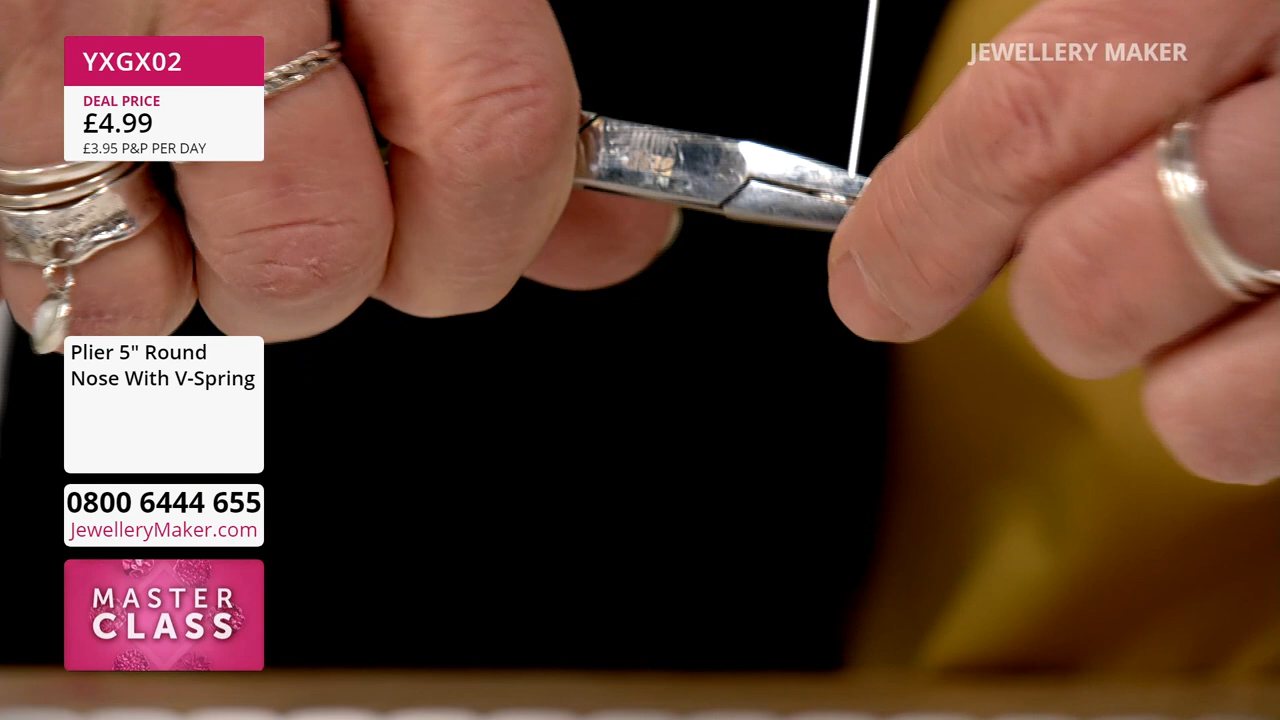 YXGX02
DEAL PRICE
£4.99
£3.95 P&P PER DAY
JEWELLERY MAKER
Plier 5" Round
Nose With V-Spring
0800 6444 655
JewelleryMaker.com
MASTER
CLASS